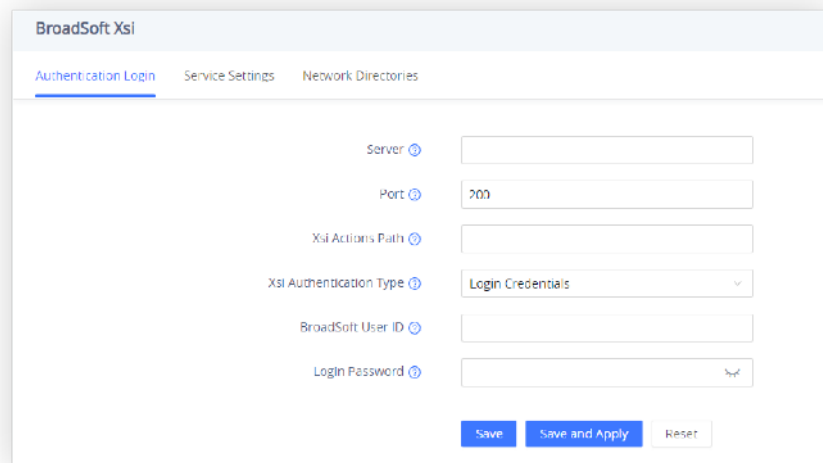 BroadSoft Xsi
Authentication Login Service Settings Network Directories
Server
Port 200
Xsi Actions Path
Xsi Authentication Type Login Credentials
BroadSoft User ID
Login Password
Save Save and Apply Reset